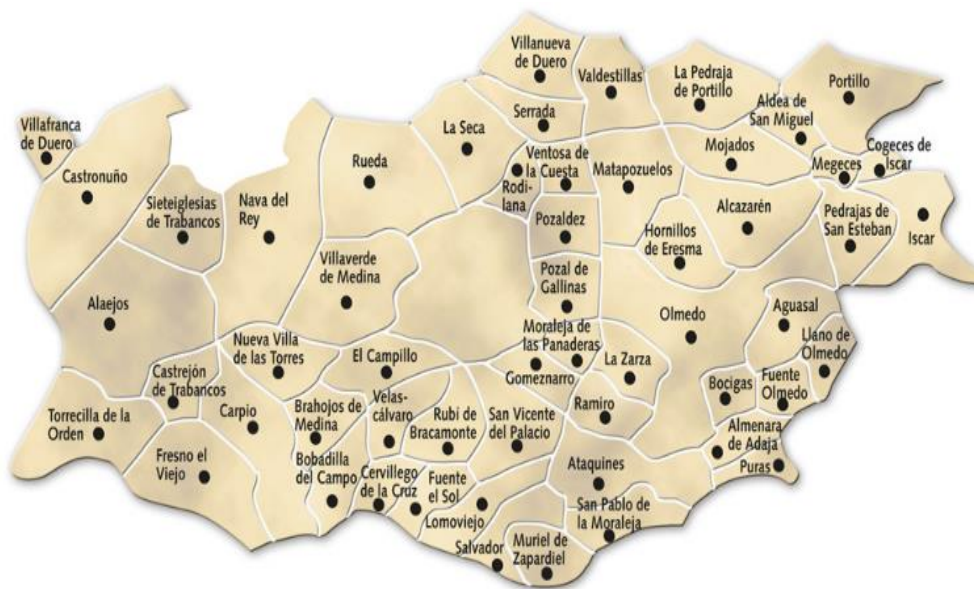 Villanueva
de Duero
Valdestillas
La Pedraja
de Portillo
Portillo
Aldea de
San Miguel
Villafranca
de Duero
Castronuño
Sieteiglesias
de Trabancos
Nava del
Rey
Rueda
La Seca
Serrada
Rodi-
lana
Ventosa de
la Cuesta
Matapozuelos
Mojados
Megeces
Cogeces de
Iscar
Pozaldez
Hornillos
de Eresma
Alcazarén
Pedrajas de
San Esteban
Iscar
Alaejos
Villaverde
de Medina
Pozal de
Gallinas
Olmedo
Aguasal
Llano de
Olmedo
Nueva Villa
de las Torres
El Campillo
Moraleja de
las Panaderas
Gomeznarro
La Zarza
Bocigas
Fuente
Olmedo
Castrejón
de Trabancos
Torrecilla de la
Orden
Carpio
Brahojos de
Medina
Velas-
cálvaro
Rubí de
Bracamonte
San Vicente
del Palacio
Ramiro
Almenara
de Adaja
Puras
Fresno el
Viejo
Bobadilla
del Campo
Cervillego
de la Cruz
Fuente
el Sol
Lomoviejo
Ataquines
San Pablo de
la Moraleja
Salvador
Muriel de
Zapardiel